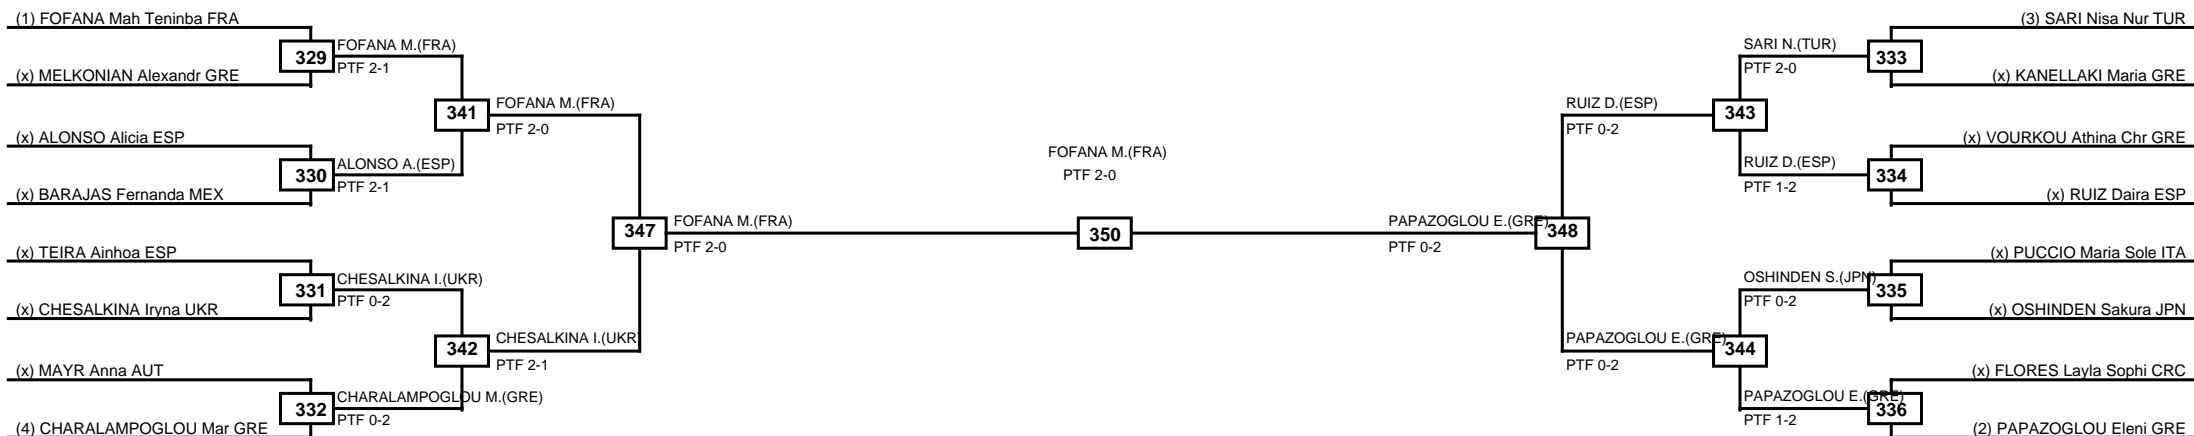 (1) FOFANA Mah Teninba FRA
329
FOFANA M.(FRA)
PTF 2-1
(x) MELKONIAN Alexandr GRE
341
FOFANA M.(FRA)
PTF 2-0
(x) ALONSO Alicia ESP
330
ALONSO A.(ESP)
PTF 2-1
(x) BARAJAS Fernanda MEX
347
FOFANA M.(FRA)
PTF 2-0
(x) TEIRA Ainhoa ESP
331
CHESALKINA I.(UKR)
PTF 0-2
(x) CHESALKINA Iryna UKR
342
CHESALKINA I.(UKR)
PTF 2-1
(x) MAYR Anna AUT
332
CHARALAMPOGLOU M.(GRE)
PTF 0-2
(4) CHARALAMPOGLOU Mar GRE
FOFANA M.(FRA)
PTF 2-0
350
(3) SARI Nisa Nur TUR
SARI N.(TUR)
PTF 2-0
333
(x) KANELLAKI Maria GRE
RUIZ D.(ESP)
PTF 0-2
343
(x) VOURKOU Athina Chr GRE
RUIZ D.(ESP)
PTF 1-2
334
(x) RUIZ Daira ESP
PAPAZOGLOU E.(GRE)
PTF 0-2
348
(x) PUCCIO Maria Sole ITA
OSHINDEN S.(JPN)
PTF 0-2
335
(x) OSHINDEN Sakura JPN
PAPAZOGLOU E.(GRE)
PTF 0-2
344
(x) FLORES Layla Sophi CRC
PAPAZOGLOU E.(GRE)
PTF 1-2
336
(2) PAPAZOGLOU Eleni GRE